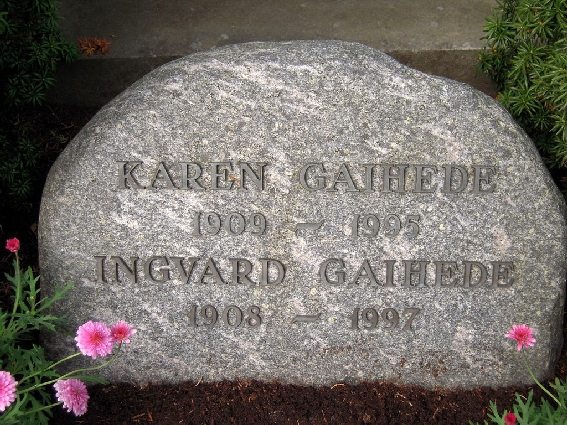 KAREN GAIHEDE
1909 ~ 1995
INGVARD GAIHEDE
1908 ~ 1997